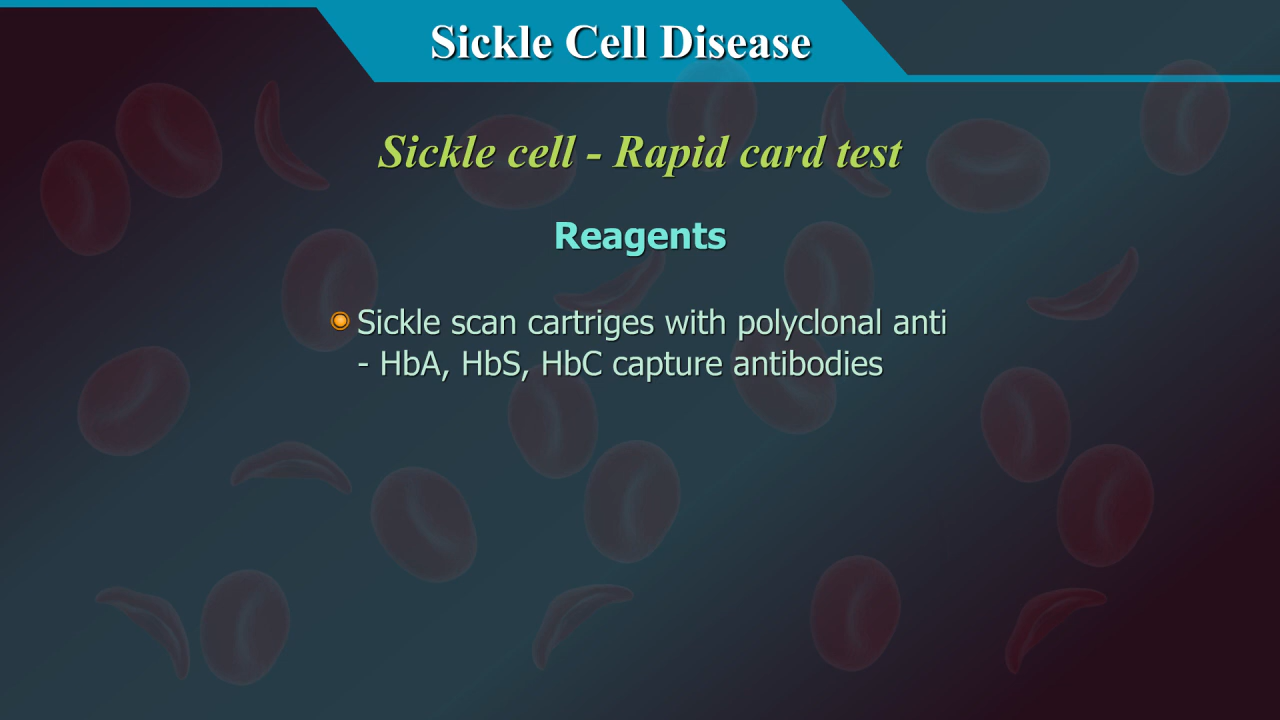 Sickle Cell Disease
Sickle cell - Rapid card test
Reagents
Sickle scan cartriges with polyclonal anti
- HbA, HbS, HbC capture antibodies